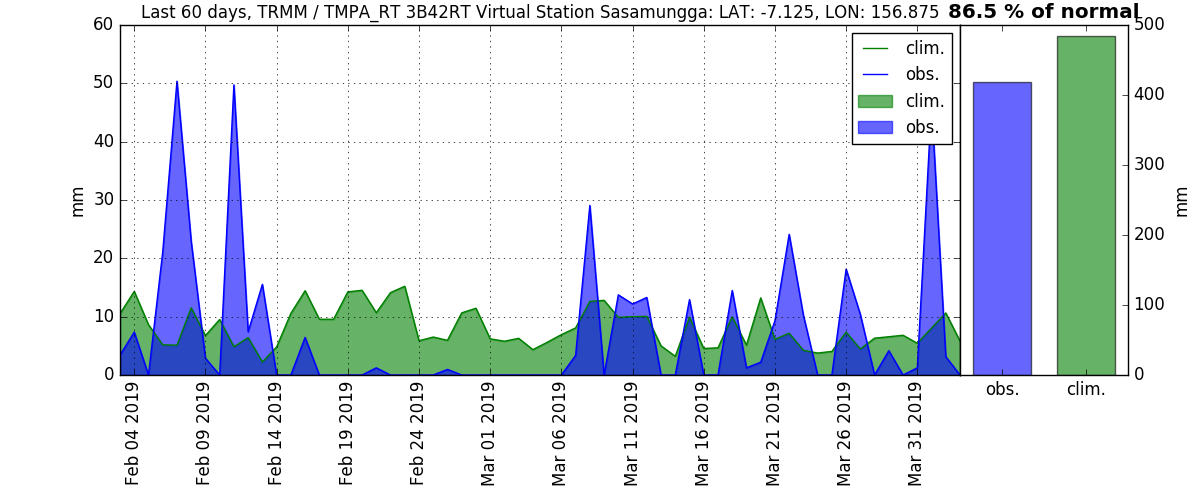 Last 60 days, TRMM / TMPA_RT 3B42RT Virtual Station Sasamungga: LAT: -7.125, LON: 156.875
86.5 % of normal
60
50
40
30
20
10
0
mm
clim.
obs.
clim.
obs.
500
400
300
200
100
0
mm
Feb 04 2019
Feb 09 2019
Feb 14 2019
Feb 19 2019
Feb 24 2019
Mar 01 2019
Mar 06 2019
Mar 11 2019
Mar 16 2019
Mar 21 2019
Mar 26 2019
Mar 31 2019
obs.
clim.